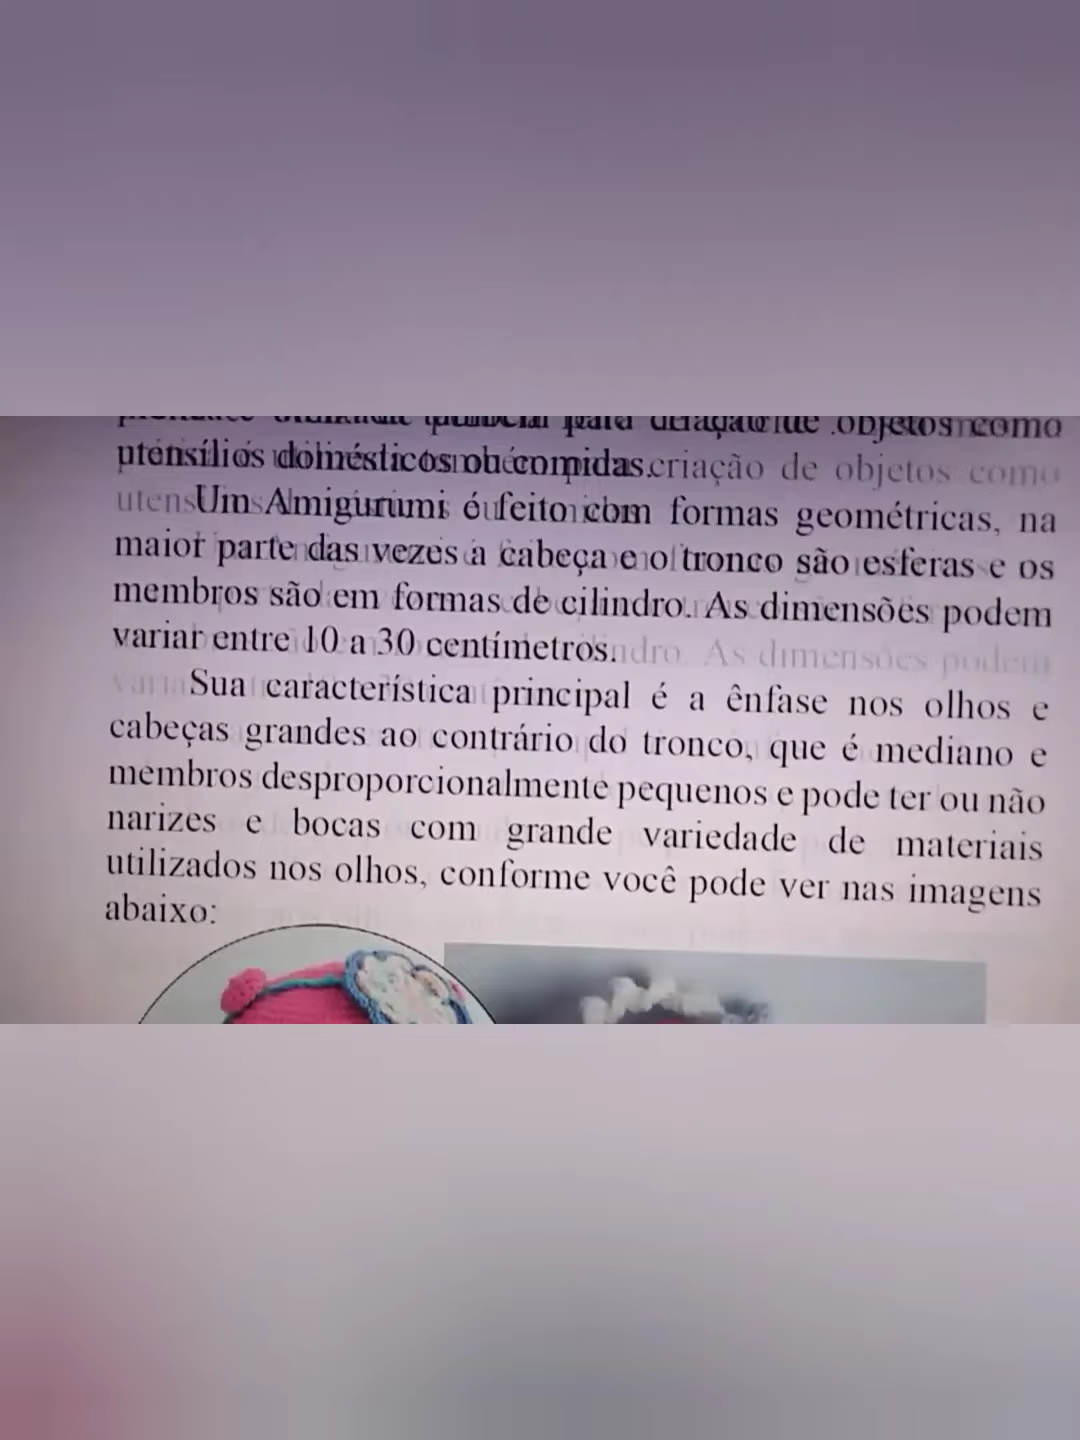 objetos como
utensílios domésticos ou comidas.
Um Amigurumi é feito com formas geométricas, na
maior parte das vezes a cabeça e o tronco são esferas e os
membros são em formas de cilindro. As dimensões podem
variar entre 10 a 30 centímetros.
Sua característica principal é a ênfase nos olhos e
cabeças grandes ao contrário do tronco, que é mediano e
membros desproporcionalmente pequenos e pode ter ou não
narizes e bocas com grande variedade de materiais
utilizados nos olhos, conforme você pode ver nas imagens
abaixo: